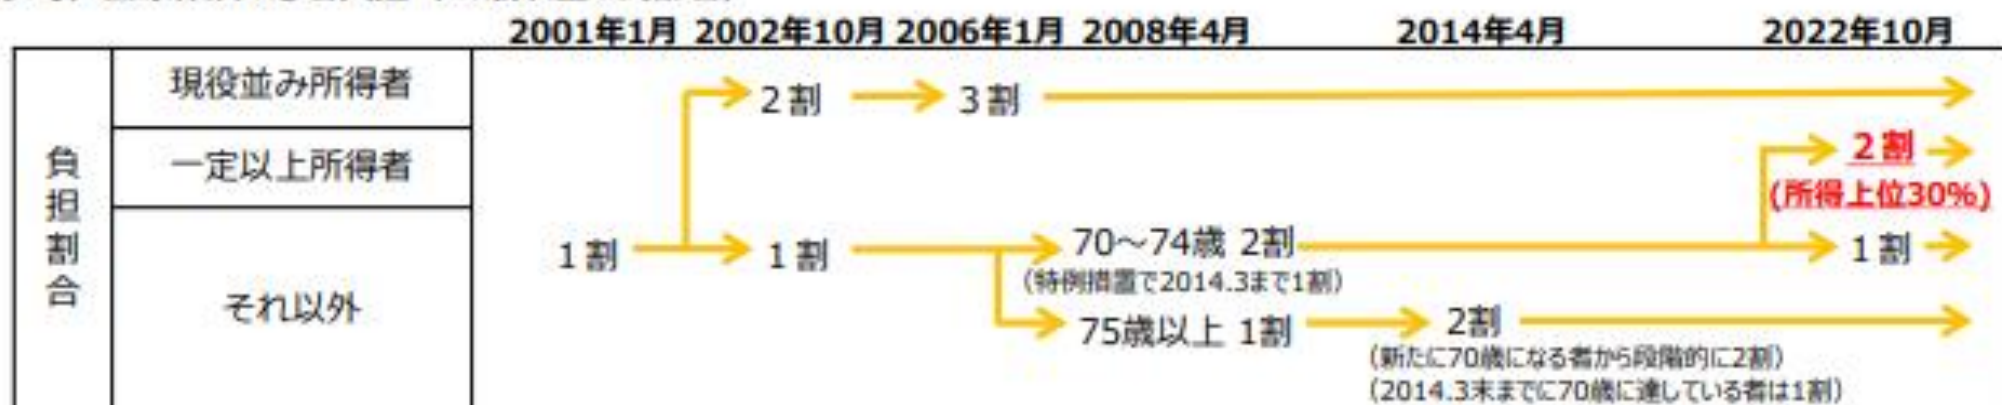 2001年1月 2002年10月 2006年1月 2008年4月 2014年4月 2022年10月
負担割合
現役並み所得者
2割 3割
一定以上所得者
2割
(所得上位30%)
それ以外
1割 1割 70～74歳 2割 1割
(特例措置で2014.3まで1割)
75歳以上 1割 2割
(新たに70歳になる者から段階的に2割)
(2014.3末までに70歳に達している者は1割)